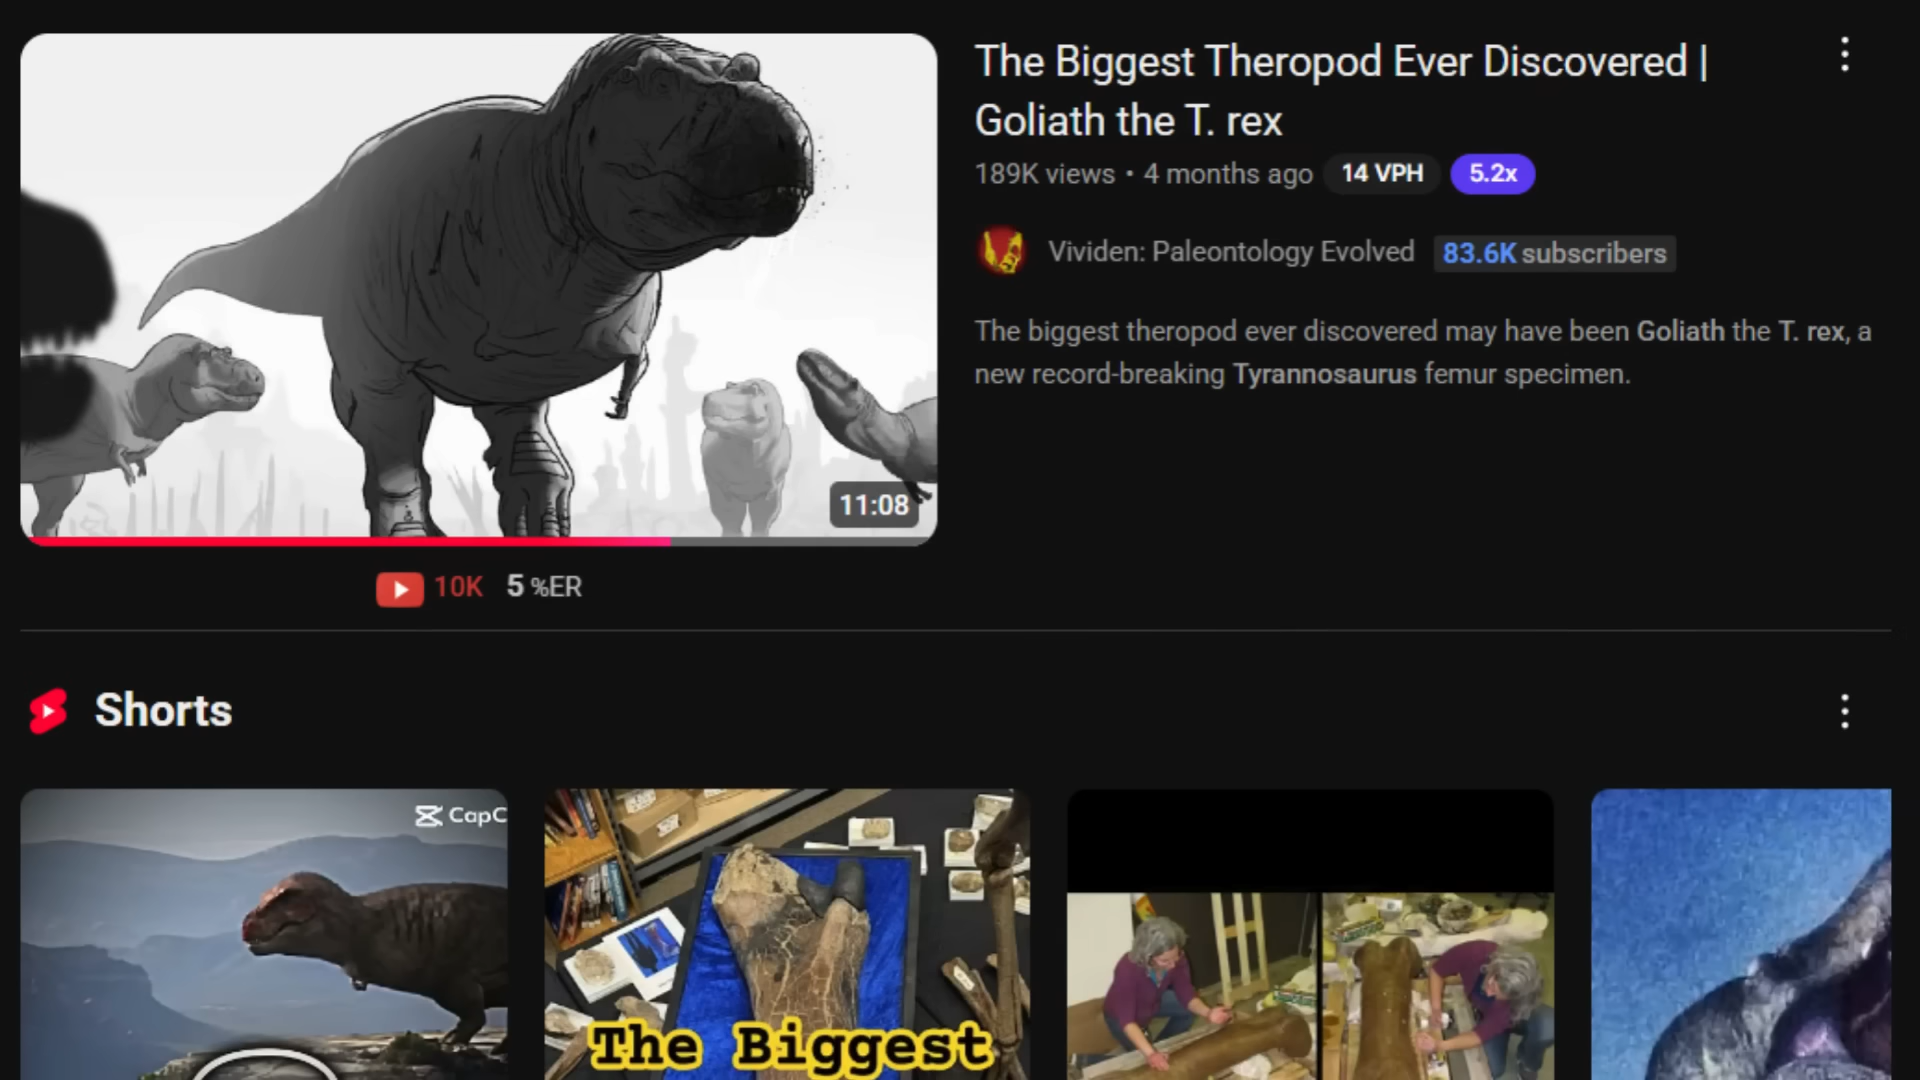 The Biggest Theropod Ever Discovered |
Goliath the T. rex
189K views • 4 months ago 14 VPH 5.2x
Vividen: Paleontology Evolved 83.6K subscribers
The biggest theropod ever discovered may have been Goliath the T. rex, a
new record-breaking Tyrannosaurus femur specimen.
11:08
10K 5 %ER
Shorts
CapC
The Biggest